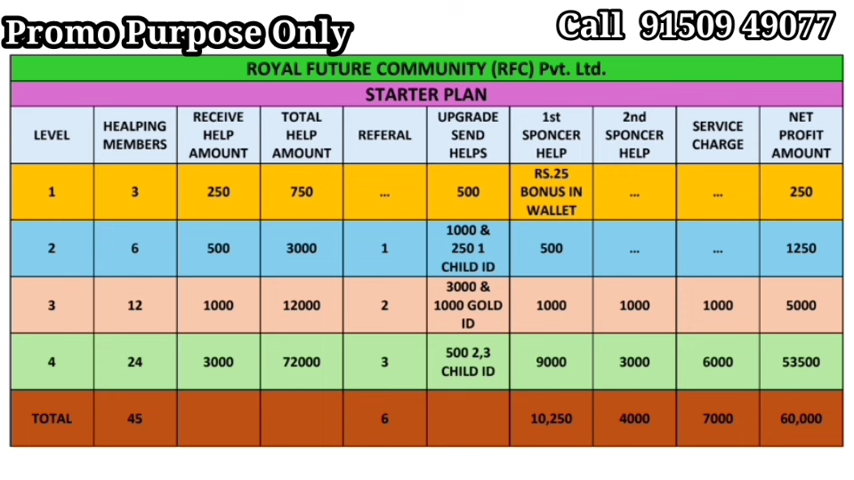 Promo Purpose Only
Call 91509 49077
ROYAL FUTURE COMMUNITY (RFC) Pvt. Ltd.
STARTER PLAN
LEVEL HEALPING MEMBERS RECEIVE HELP AMOUNT TOTAL HELP AMOUNT REFERAL UPGRADE SEND HELPS 1st SPONCER HELP 2nd SPONCER HELP SERVICE CHARGE NET PROFIT AMOUNT
1 3 250 750 ... 500 RS.25 BONUS IN WALLET ... ... 250
2 6 500 3000 1 1000 & 250 1 CHILD ID 500 ... ... 1250
3 12 1000 12000 2 3000 & 1000 GOLD ID 1000 1000 1000 5000
4 24 3000 72000 3 500 2,3 CHILD ID 9000 3000 6000 53500
TOTAL 45 6 10,250 4000 7000 60,000